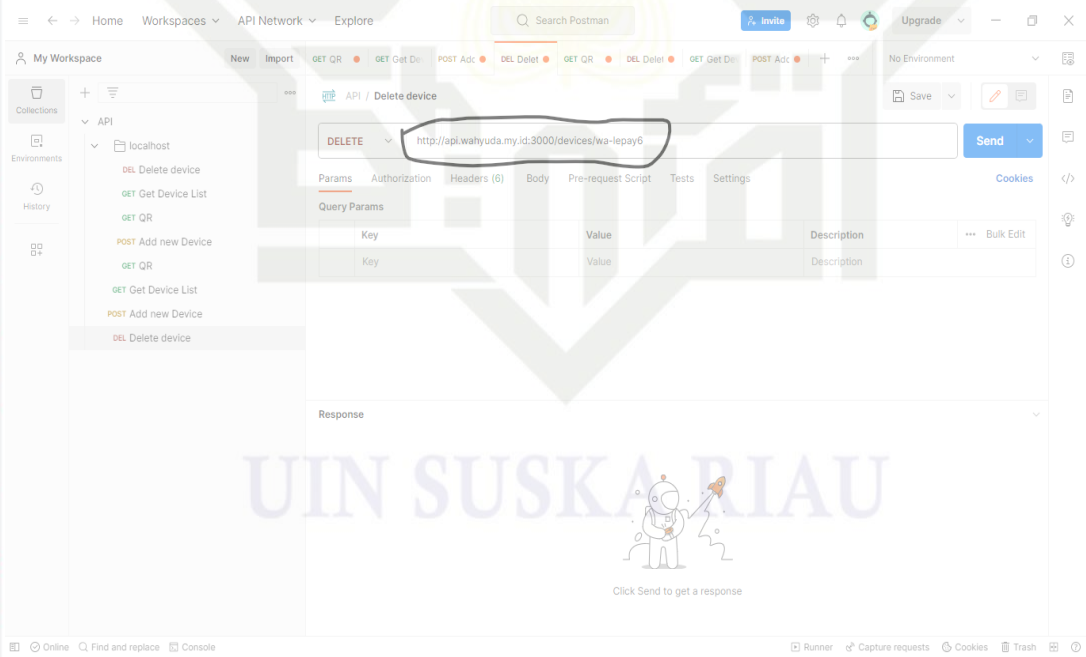 Home Workspaces API Network Explore Search Postman Invite Upgrade
My Workspace New Import GET QR GET Get De POST Adc DEL Delet GET QR DEL Delet GET Get De POST Adc No Environment
Collections
Environments
History
API
localhost
DEL Delete device
GET Get Device List
GET QR
POST Add new Device
GET QR
GET Get Device List
POST Add new Device
DEL Delete device
HTTP API / Delete device Save
DELETE http://api.wahyuda.my.id:3000/devices/wa-lepay6 Send
Params Authorization Headers (6) Body Pre-request Script Tests Settings Cookies
Query Params
Key Value Description Bulk Edit
Key Value Description
Response
UIN SUSKA RIAU
Click Send to get a response
Online Find and replace Console Runner Capture requests Cookies Trash